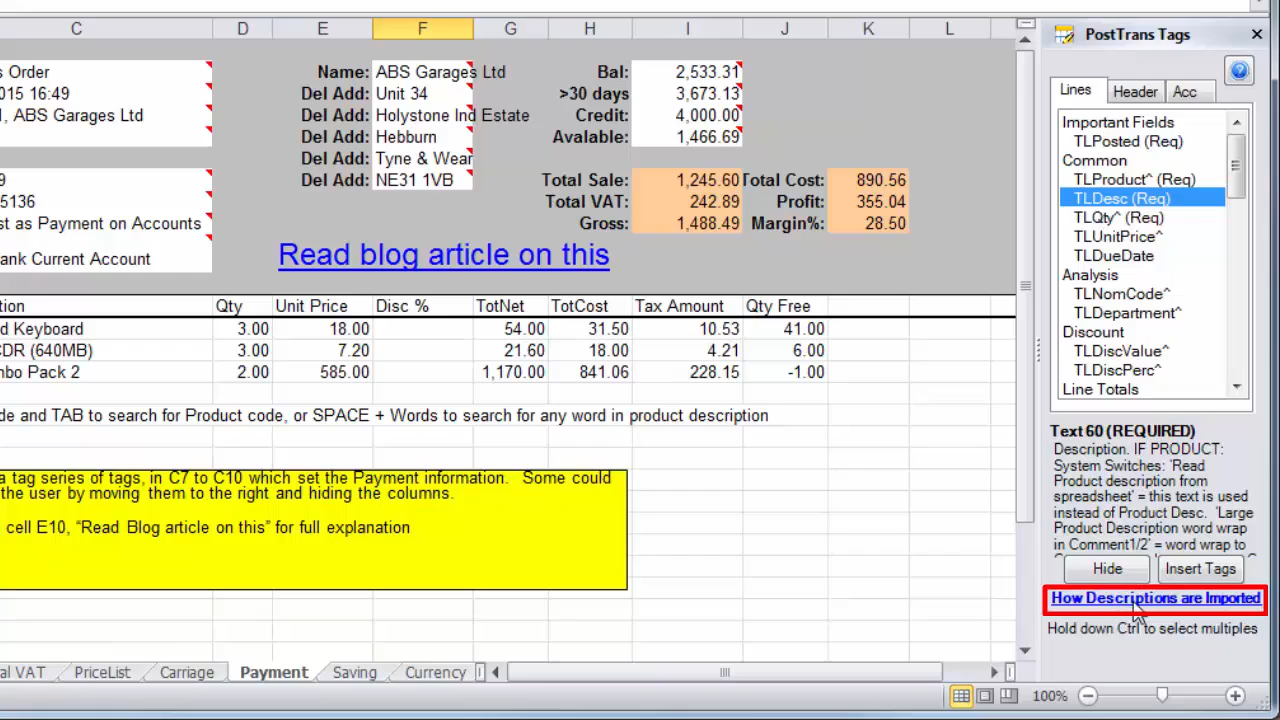 C D E F G H I J K L
s Order
015 16:49
1, ABS Garages Ltd
9
5136
st as Payment on Accounts
ank Current Account
Name: ABS Garages Ltd
Del Add: Unit 34
Del Add: Holystone Ind Estate
Del Add: Hebburn
Del Add: Tyne & Wear
Del Add: NE31 1VB
Bal: 2,533.31
>30 days 3,673.13
Credit: 4,000.00
Avalable: 1,466.69
Total Sale: 1,245.60 Total Cost: 890.56
Total VAT: 242.89 Profit: 355.04
Gross: 1,488.49 Margin%: 28.50
Read blog article on this
tion Qty Unit Price Disc % TotNet TotCost Tax Amount Qty Free
d Keyboard 3.00 18.00 54.00 31.50 10.53 41.00
CDR (640MB) 3.00 7.20 21.60 18.00 4.21 6.00
mbo Pack 2 2.00 585.00 1,170.00 841.06 228.15 -1.00
de and TAB to search for Product code, or SPACE + Words to search for any word in product description
a tag series of tags, in C7 to C10 which set the Payment information. Some could
the user by moving them to the right and hiding the columns.
cell E10, “Read Blog article on this” for full explanation
al VAT PriceList Carriage Payment Saving Currency
100%
PostTrans Tags
Lines Header Acc
Important Fields
TLPosted (Req)
Common
TLProduct^ (Req)
TLDesc (Req)
TLQty^ (Req)
TLUnitPrice^
TLDueDate
Analysis
TLNomCode^
TLDepartment^
Discount
TLDiscValue^
TLDiscPerc^
Line Totals
Text 60 (REQUIRED)
Description. IF PRODUCT:
System Switches: 'Read
Product description from
spreadsheet' = this text is used
instead of Product Desc. 'Large
Product Description word wrap
in Comment1/2' = word wrap to
Hide Insert Tags
How Descriptions are Imported
Hold down Ctrl to select multiples